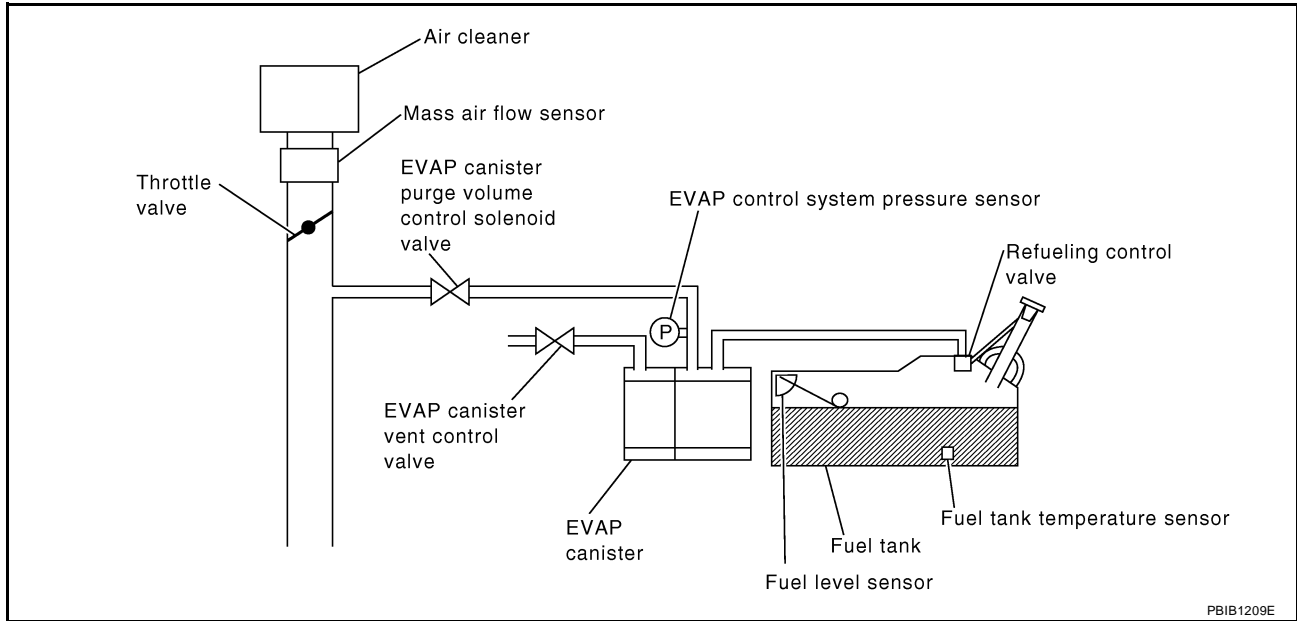 Air cleaner
Mass air flow sensor
EVAP canister
purge volume
control solenoid
valve
Throttle
valve
EVAP control system pressure sensor
Refueling control
valve
P
EVAP canister
vent control
valve
EVAP
canister
Fuel tank temperature sensor
Fuel tank
Fuel level sensor
PBIB1209E